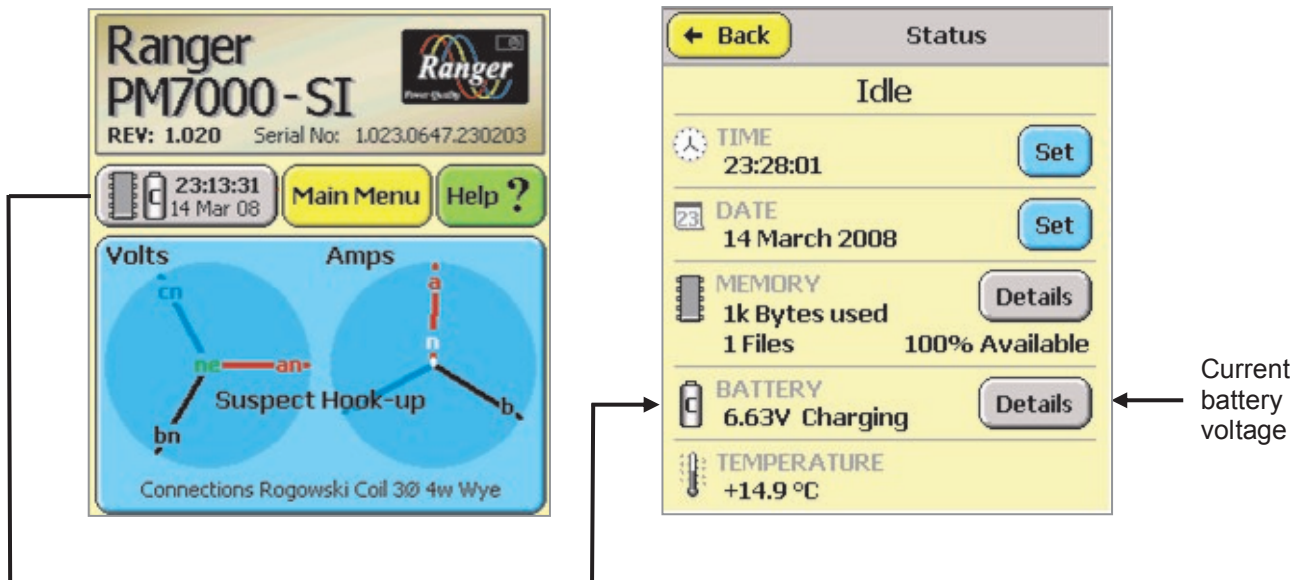 Ranger
PM7000 - SI
REV: 1.020 Serial No: 1.023.0647.230203
Ranger
Power Quality
C 23:13:31
14 Mar 08
Main Menu
Help ?
Volts
Amps
cn
ne
an
bn
a
n
b
Suspect Hook-up
Connections Rogowski Coil 3Ø 4w Wye
Back
Status
Idle
TIME
23:28:01
Set
23
DATE
14 March 2008
Set
MEMORY
1k Bytes used
Details
1 Files 100% Available
C
BATTERY
6.63V Charging
Details
TEMPERATURE
+14.9 °C
Current
battery
voltage